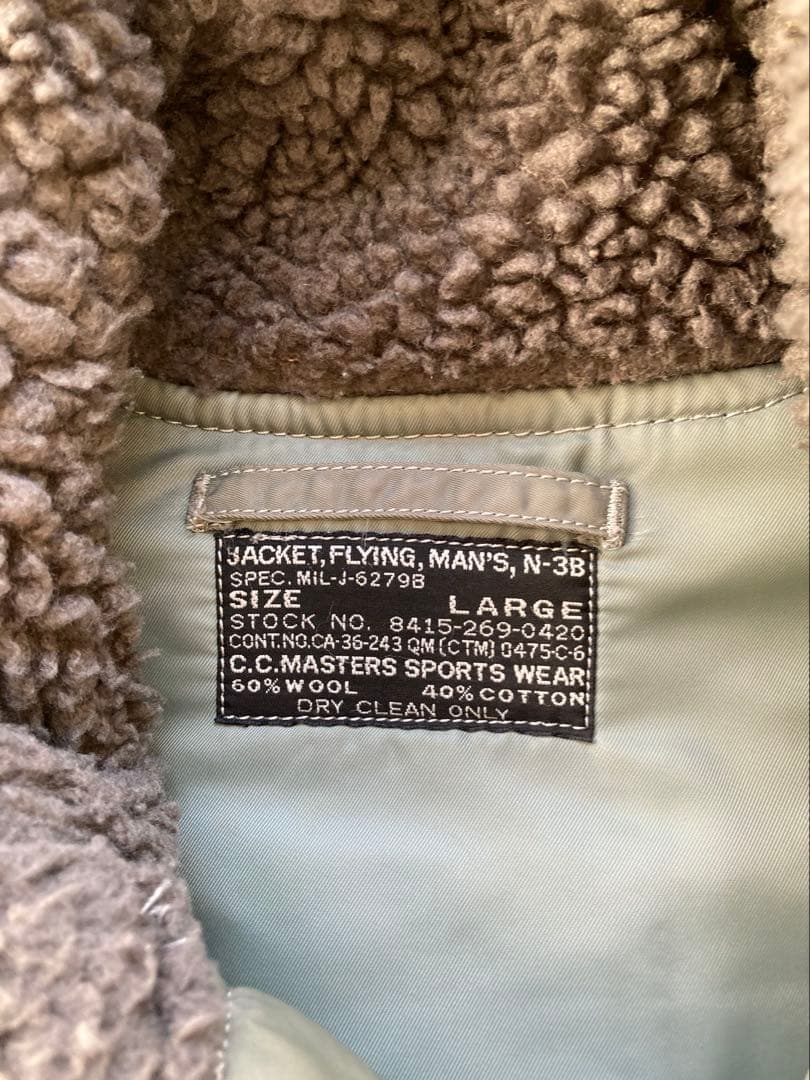 JACKET, FLYING, MAN'S, N-3B
SPEC. MIL-J-6279B
SIZE LARGE
STOCK NO. 8415-269-0420
CONT.NO.CA-36-243 QM (CTM) 0475-C-6
C.C.MASTERS SPORTS WEAR
60%WOOL 40%COTTON
DRY CLEAN ONLY